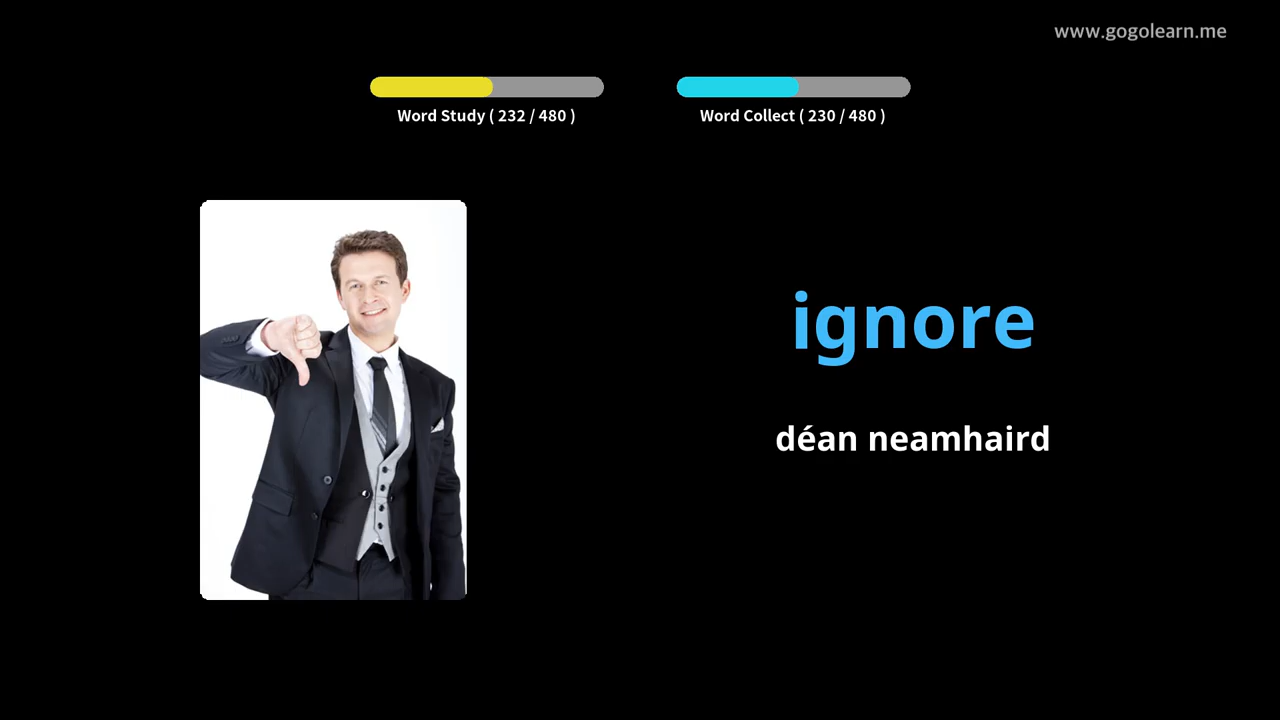 www.gogolearn.me
Word Study ( 232 / 480 )
Word Collect ( 230 / 480 )
ignore
déan neamhaird